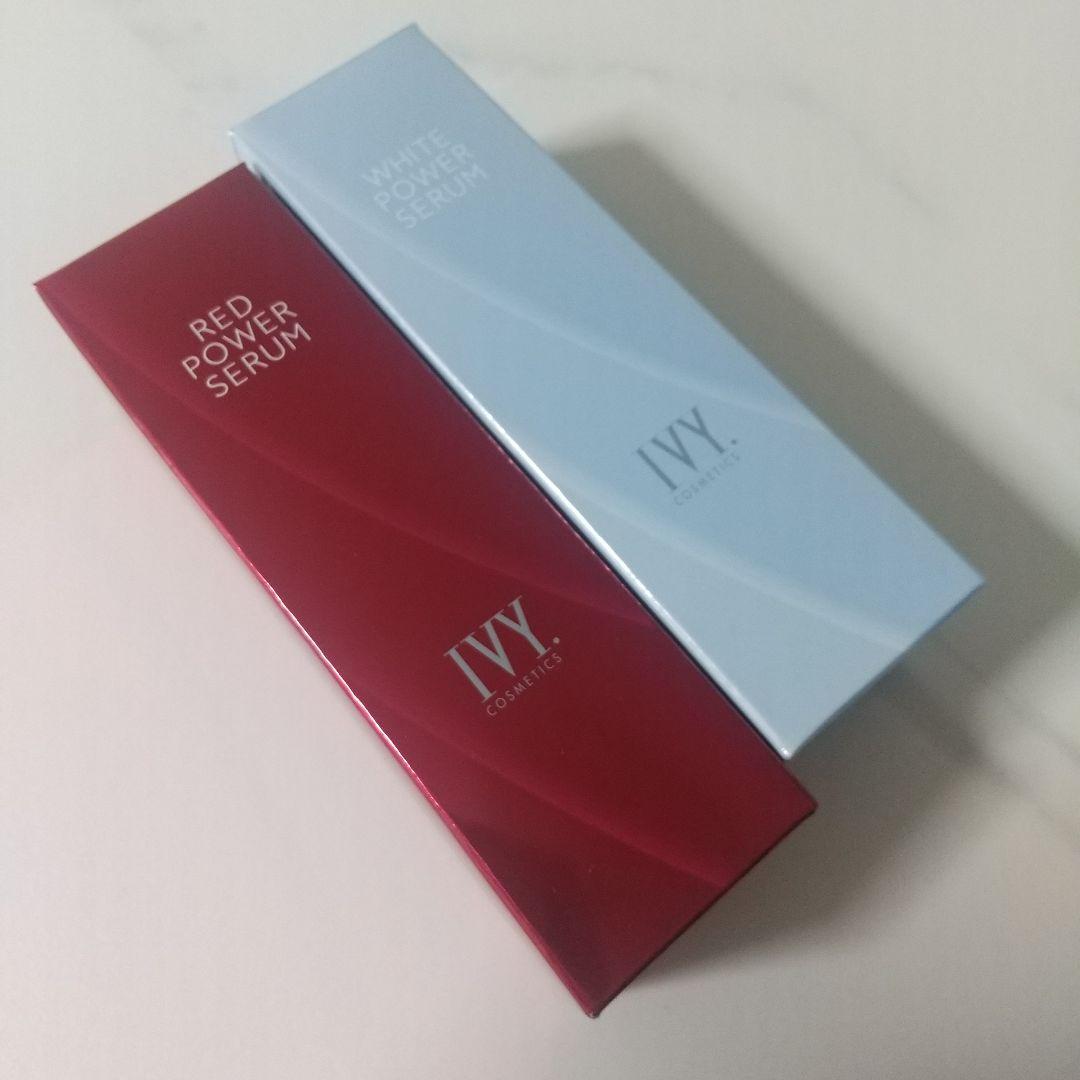 RED
POWER
SERUM
IVY.
COSMETICS
WHITE
POWER
SERUM
IVY.
COSMETICS